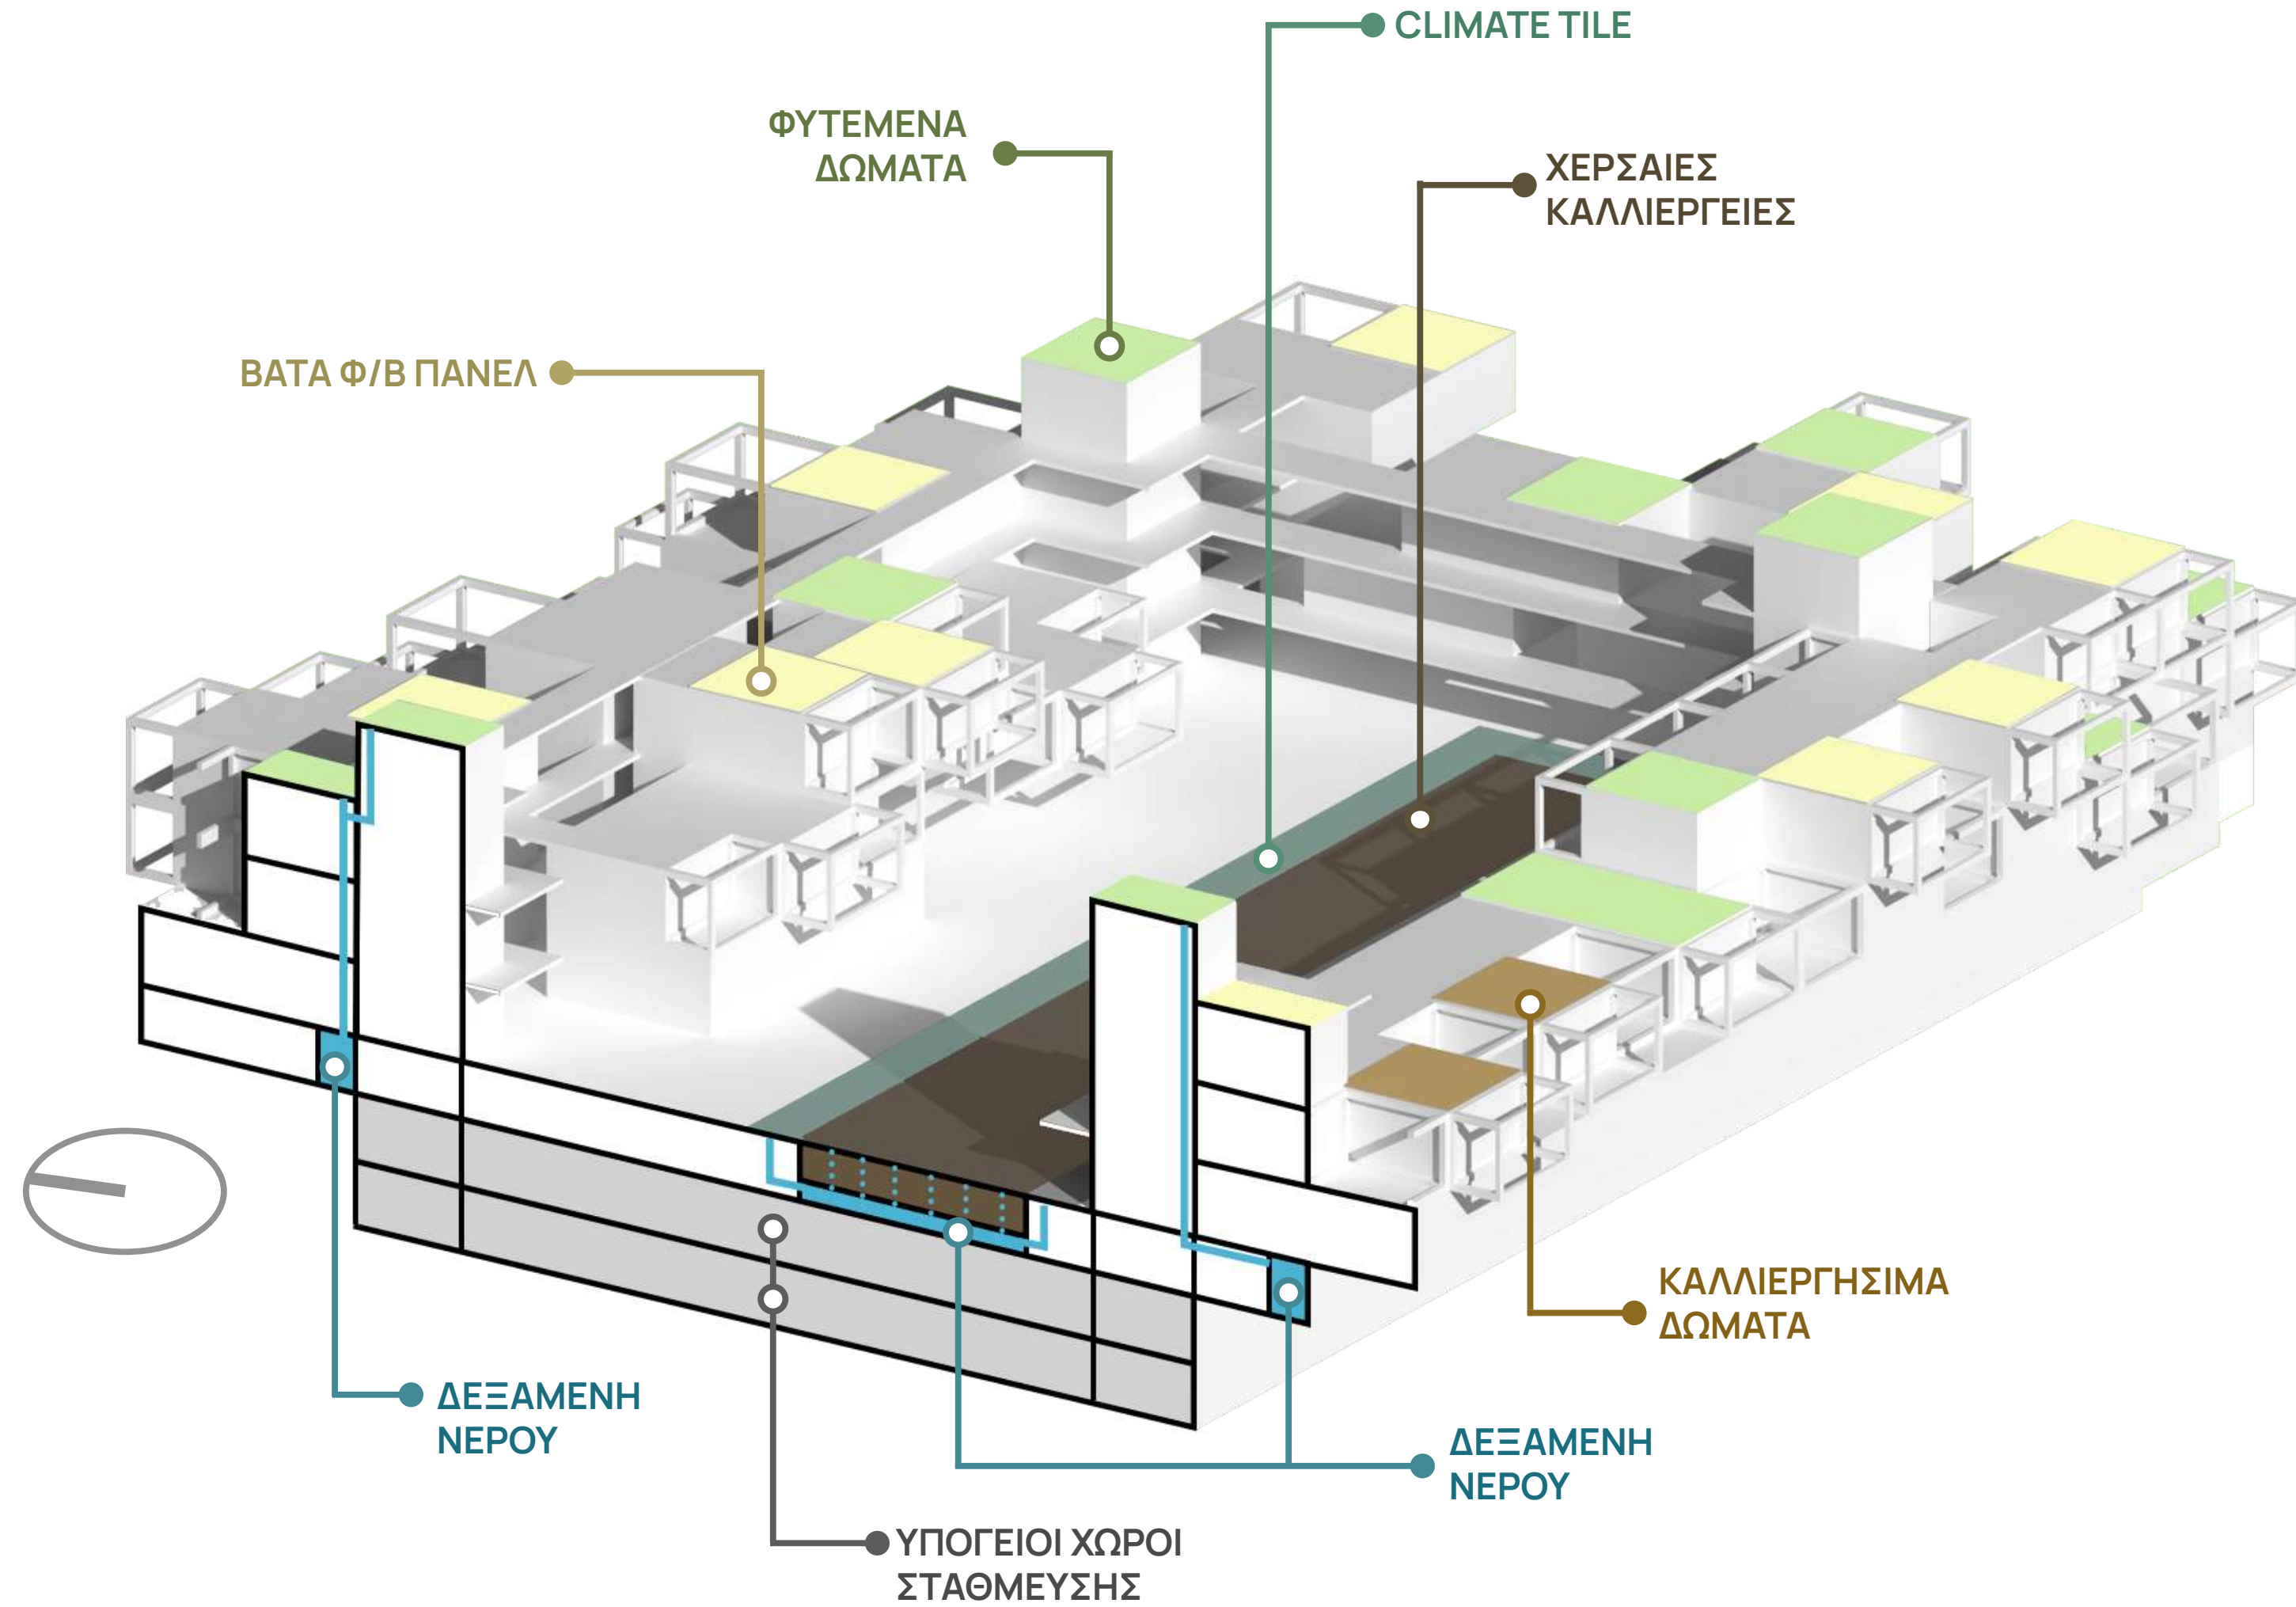 CLIMATE TILE
ΦΥΤΕΜΕΝΑ
ΔΩΜΑΤΑ
ΧΕΡΣΑΙΕΣ
ΚΑΛΛΙΕΡΓΕΙΕΣ
ΒΑΤΑ Φ/Β ΠΑΝΕΛ
ΚΑΛΛΙΕΡΓΗΣΙΜΑ
ΔΩΜΑΤΑ
ΔΕΞΑΜΕΝΗ
ΝΕΡΟΥ
ΔΕΞΑΜΕΝΗ
ΝΕΡΟΥ
ΥΠΟΓΕΙΟΙ ΧΩΡΟΙ
ΣΤΑΘΜΕΥΣΗΣ